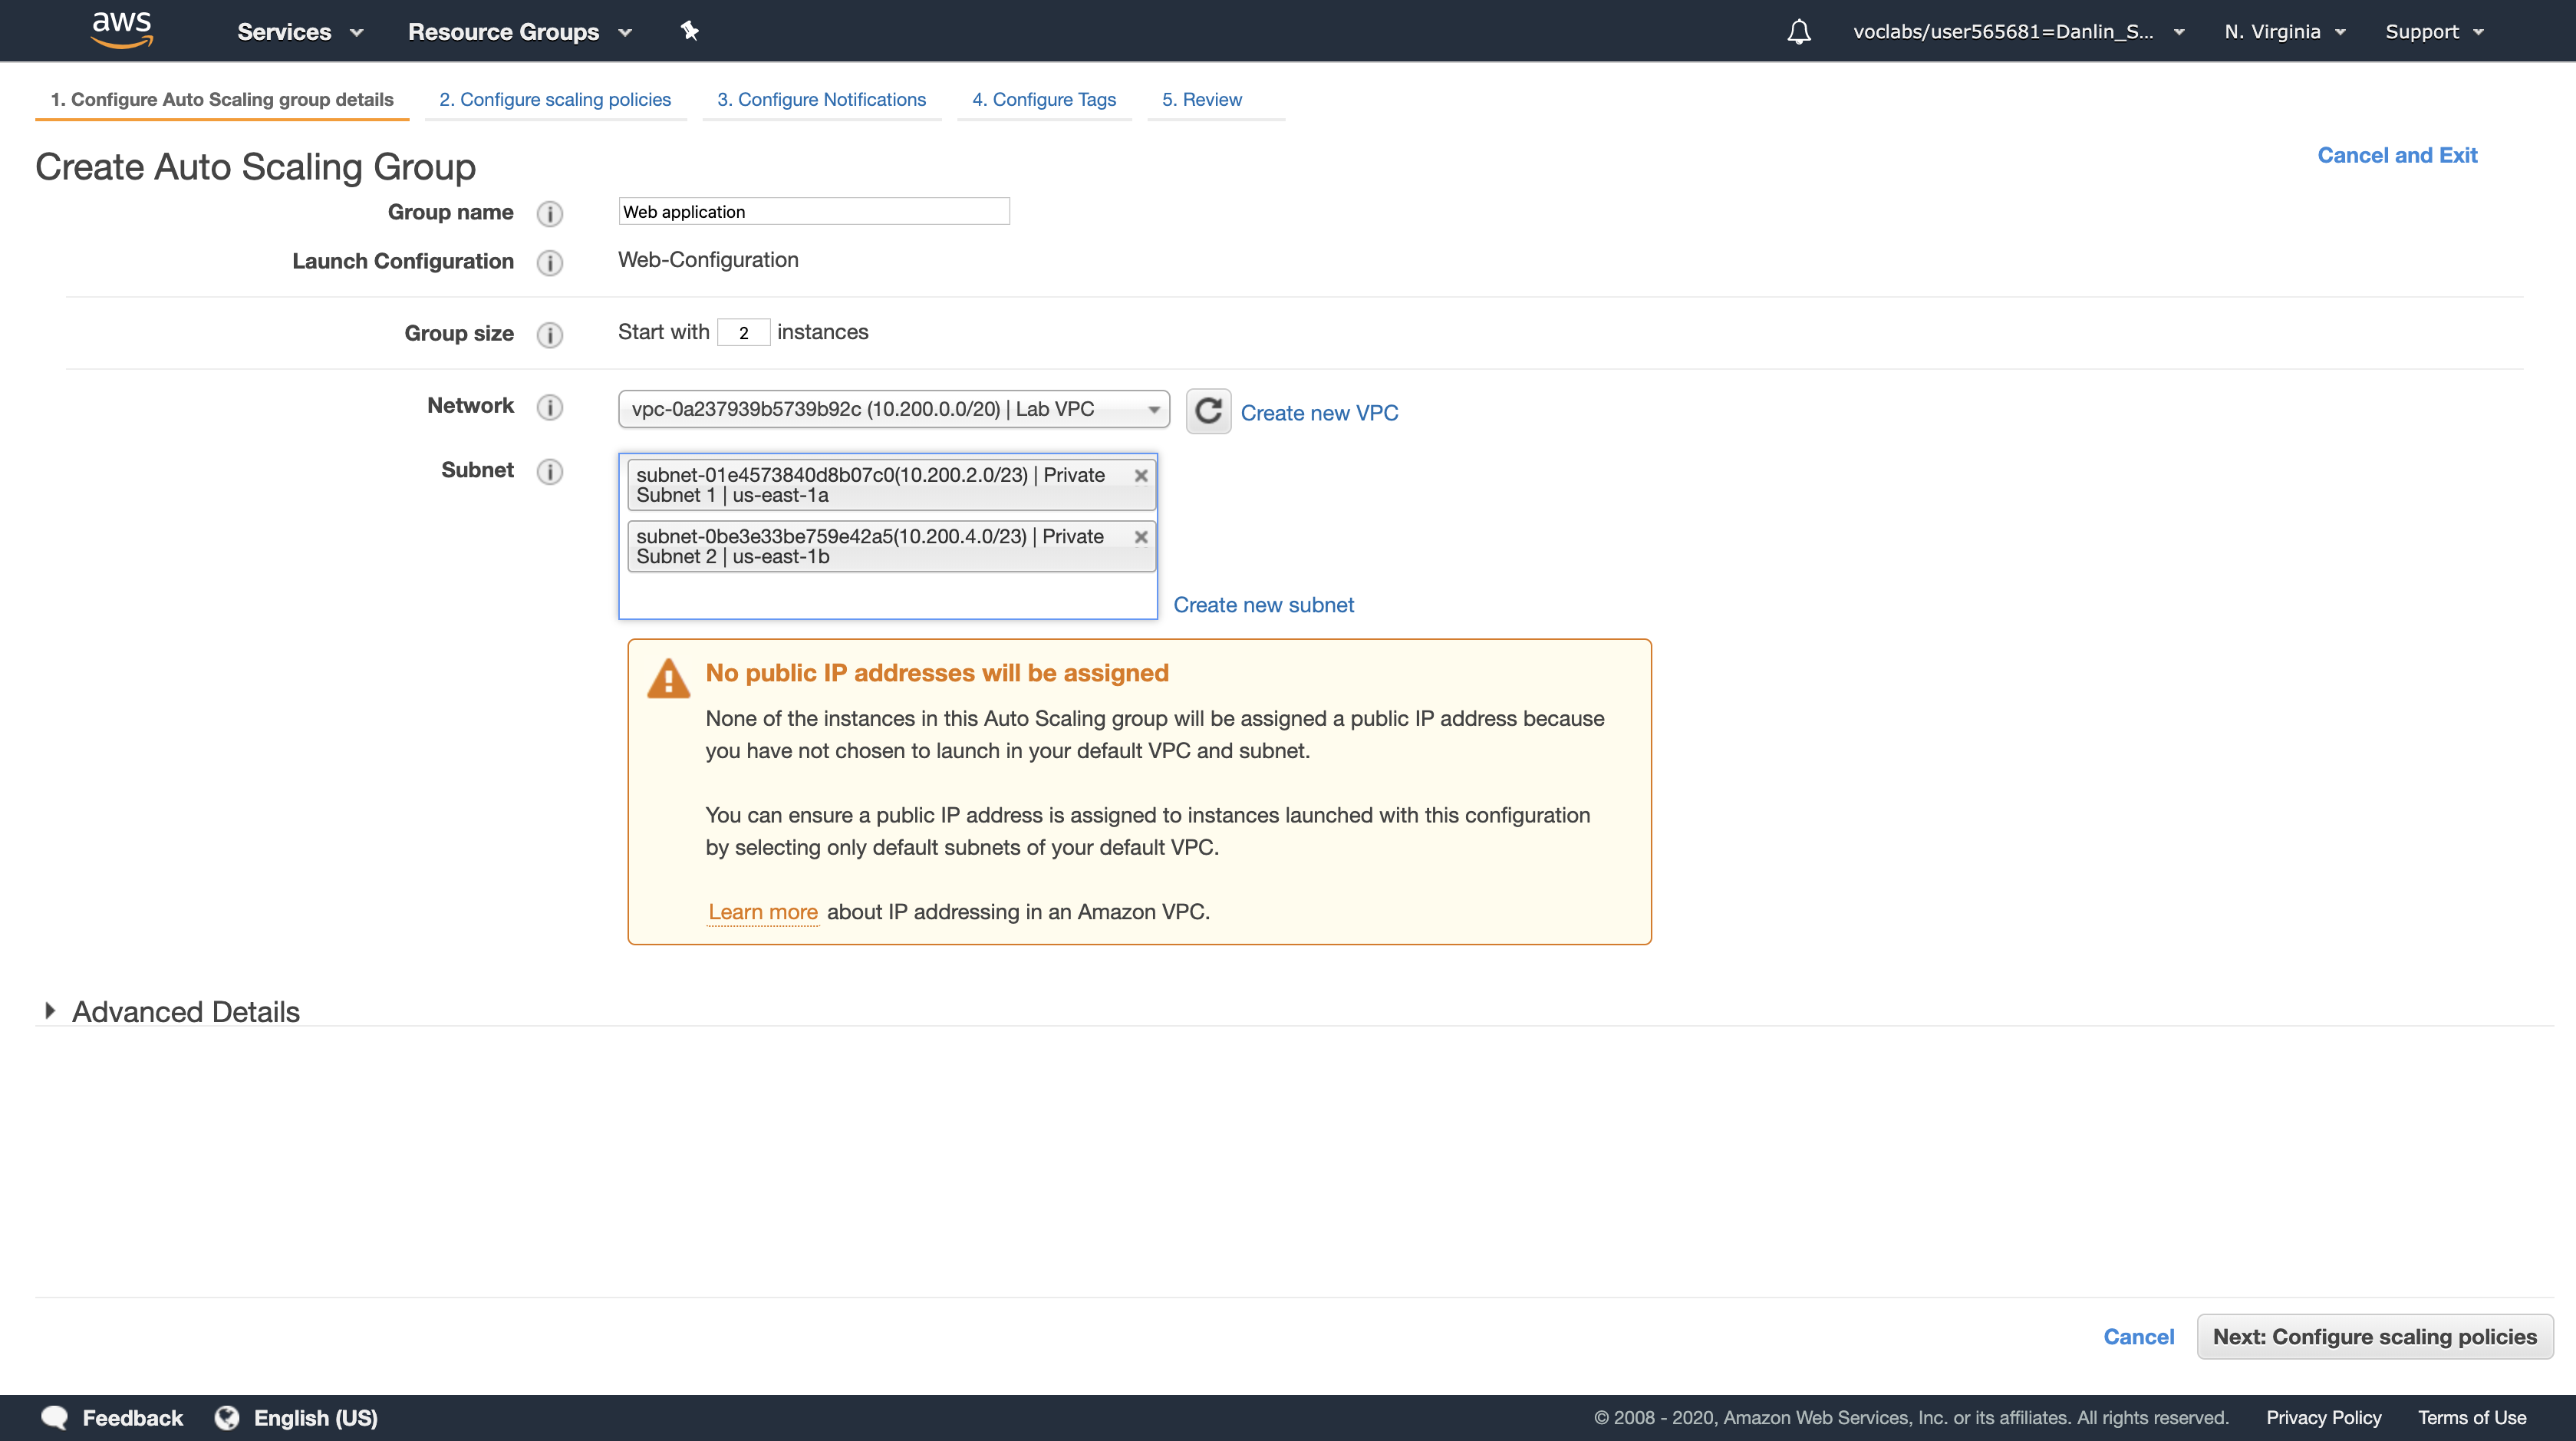 aws
Services
Resource Groups
voclabs/user565681=Danlin_S...
N. Virginia
Support
1. Configure Auto Scaling group details
2. Configure scaling policies
3. Configure Notifications
4. Configure Tags
5. Review
Create Auto Scaling Group
Cancel and Exit
Group name
Web application
Launch Configuration
Web-Configuration
Group size
Start with 2 instances
Network
vpc-0a237939b5739b92c (10.200.0.0/20) | Lab VPC
Create new VPC
Subnet
subnet-01e4573840d8b07c0(10.200.2.0/23) | Private
Subnet 1 | us-east-1a
subnet-0be3e33be759e42a5(10.200.4.0/23) | Private
Subnet 2 | us-east-1b
Create new subnet
No public IP addresses will be assigned
None of the instances in this Auto Scaling group will be assigned a public IP address because
you have not chosen to launch in your default VPC and subnet.
You can ensure a public IP address is assigned to instances launched with this configuration
by selecting only default subnets of your default VPC.
Learn more about IP addressing in an Amazon VPC.
Advanced Details
Cancel
Next: Configure scaling policies
Feedback
English (US)
© 2008 - 2020, Amazon Web Services, Inc. or its affiliates. All rights reserved.
Privacy Policy
Terms of Use